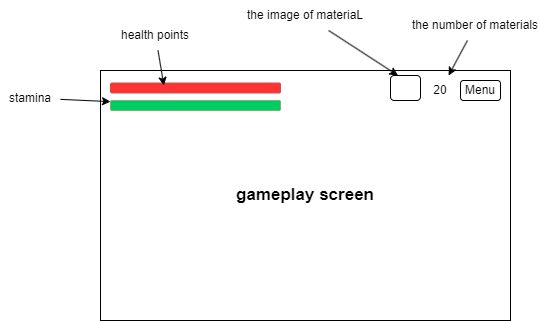 the image of materiaL
the number of materials
health points
stamina
20
Menu
gameplay screen